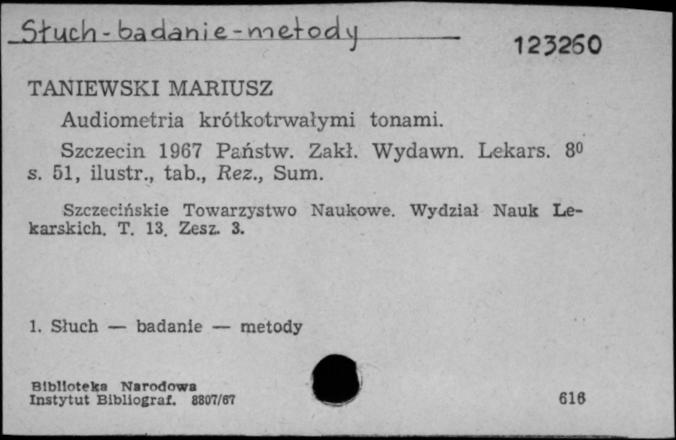 Słuch - badanie - metody
123260
TANIEWSKI MARIUSZ
Audiometria krótkotrwałymi tonami.
Szczecin 1967 Państw. Zakł. Wydawn. Lekars. 8⁰
s. 51, ilustr., tab., Rez., Sum.
Szczecińskie Towarzystwo Naukowe. Wydział Nauk Le-
karskich. T. 13. Zesz. 3.
1. Słuch — badanie — metody
Biblioteka Narodowa
Instytut Bibliograf. 8807/67
616